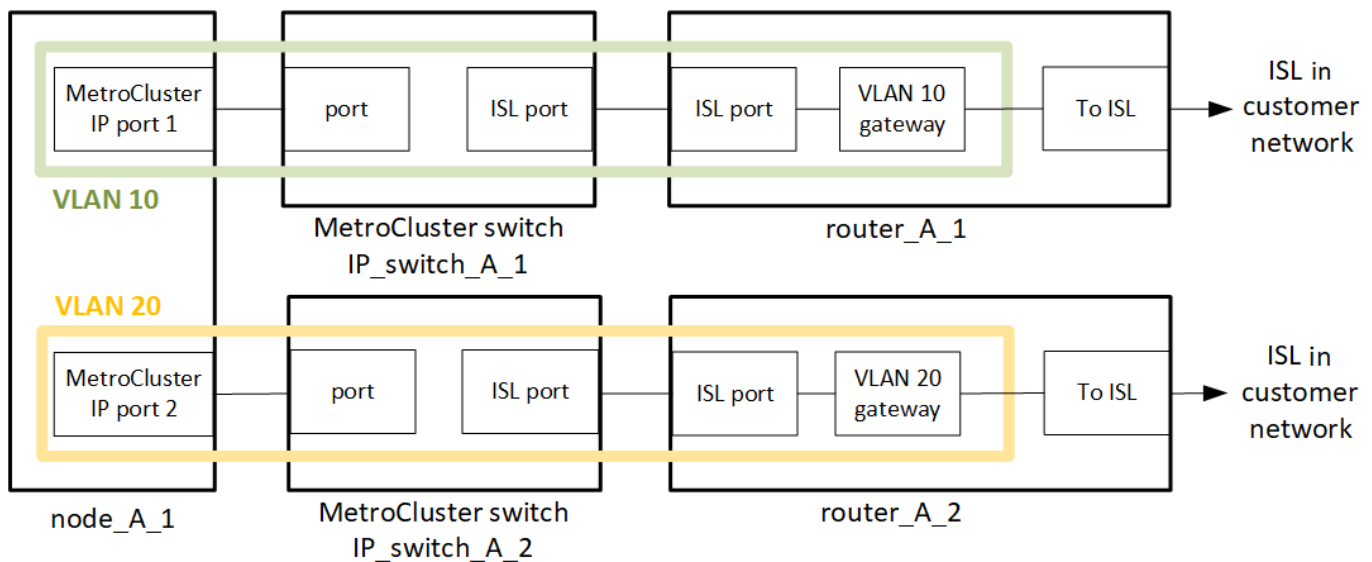 MetroCluster
IP port 1
port
ISL port
ISL port
VLAN 10
gateway
To ISL
ISL in
customer
network
VLAN 10
MetroCluster switch
IP_switch_A_1
router_A_1
VLAN 20
MetroCluster
IP port 2
port
ISL port
ISL port
VLAN 20
gateway
To ISL
ISL in
customer
network
node_A_1
MetroCluster switch
IP_switch_A_2
router_A_2